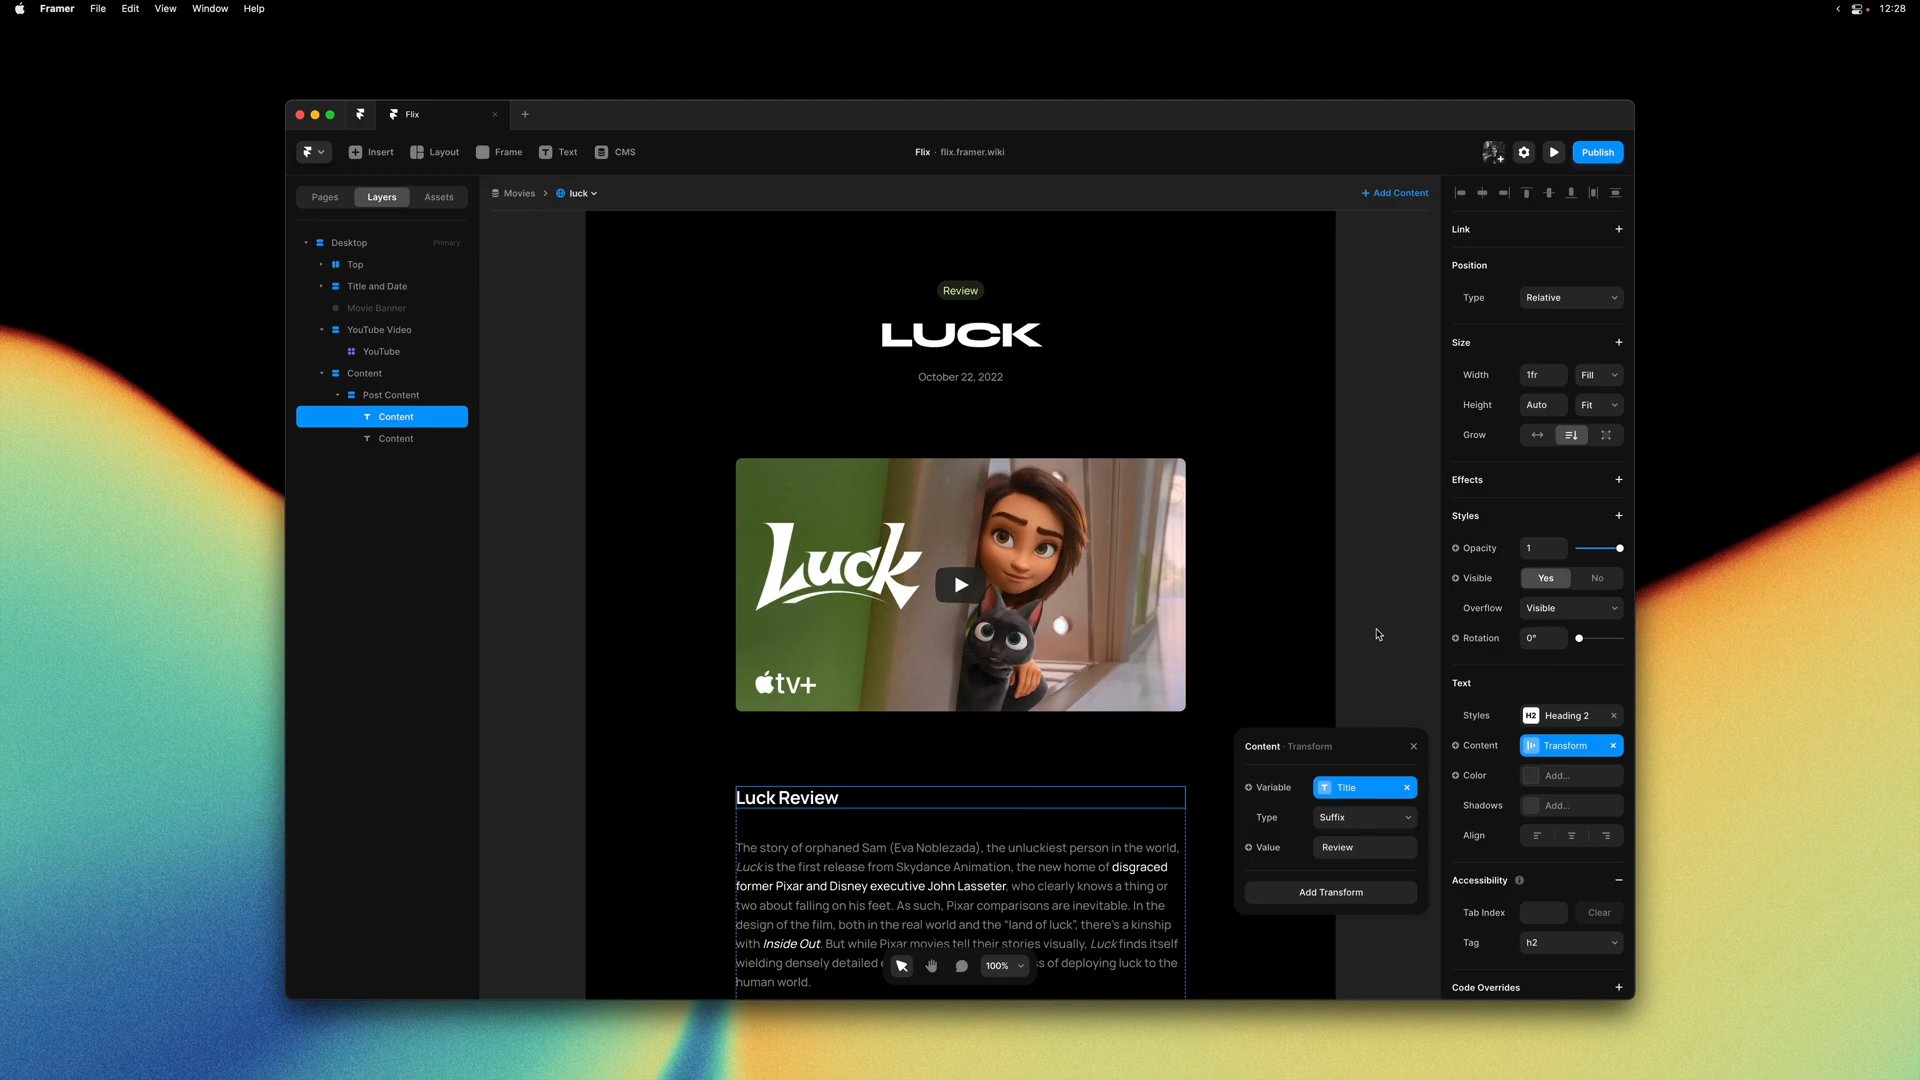 Framer File Edit View Window Help
12:28
Flix
Insert Layout Frame Text CMS
Flix · flix.framer.wiki
Publish
Pages Layers Assets
Movies luck
Add Content
Desktop Primary
Top
Title and Date
Movie Banner
YouTube Video
YouTube
Content
Post Content
Content
Content
Review
LUCK
October 22, 2022
Luck
tv+
Luck Review
The story of orphaned Sam (Eva Noblezada), the unluckiest person in the world,
Luck is the first release from Skydance Animation, the new home of disgraced
former Pixar and Disney executive John Lasseter, who clearly knows a thing or
two about falling on his feet. As such, Pixar comparisons are inevitable. In the
design of the film, both in the real world and the “land of luck”, there’s a kinship
with Inside Out. But while Pixar movies tell their stories visually, Luck finds itself
wielding densely detailed s of deploying luck to the
human world.
100%
Content · Transform
Variable Title
Type Suffix
Value Review
Add Transform
Link
Position
Type Relative
Size
Width 1fr Fill
Height Auto Fit
Grow
Effects
Styles
Opacity 1
Visible Yes No
Overflow Visible
Rotation 0°
Text
Styles H2 Heading 2
Content Transform
Color Add...
Shadows Add...
Align
Accessibility
Tab Index Clear
Tag h2
Code Overrides